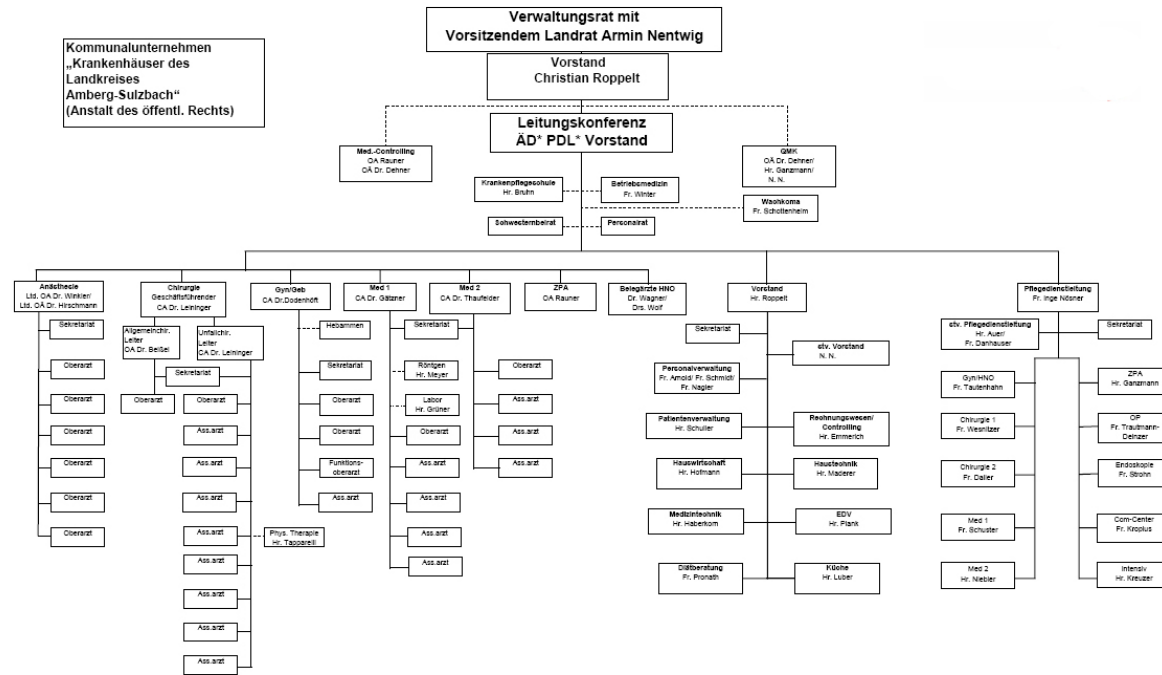 Verwaltungsrat mit
Vorsitzendem Landrat Armin Nentwig
Kommunalunternehmen
„Krankenhäuser des
Landkreises
Amberg-Sulzbach“
(Anstalt des öffentl. Rechts)
Vorstand
Christian Roppelt
Leitungskonferenz
ÄD* PDL* Vorstand
Med.-Controlling
OA Rauner
OÄ Dr. Dehner
QMK
OÄ Dr. Dehner/
Hr. Ganzmann/
N. N.
Krankenpflegeschule
Hr. Bruhn
Betriebsmedizin
Fr. Winter
Wachkoma
Fr. Schottenheim
Schwesternbeirat
Personalrat
Anästhesie
Ltd. OA Dr. Winkler/
Ltd. OÄ Dr. Hirschmann
Sekretariat
Oberarzt
Oberarzt
Oberarzt
Oberarzt
Oberarzt
Oberarzt
Chirurgie
Geschäftsführender
CA Dr. Leininger
Allgemeinchir.
Leiter
OA Dr. Beißel
Unfallchir.
Leiter
CA Dr. Leininger
Sekretariat
Oberarzt
Oberarzt
Ass.arzt
Ass.arzt
Ass.arzt
Ass.arzt
Ass.arzt
Ass.arzt
Ass.arzt
Ass.arzt
Phys. Therapie
Hr. Tapparelli
Gyn/Geb
CA Dr.Dodenhöft
Hebammen
Sekretariat
Oberarzt
Oberarzt
Funktions-
oberarzt
Ass.arzt
Med 1
CA Dr. Gätzner
Sekretariat
Röntgen
Hr. Meyer
Labor
Hr. Grüner
Oberarzt
Ass.arzt
Ass.arzt
Ass.arzt
Ass.arzt
Med 2
CA Dr. Thaufelder
Sekretariat
Oberarzt
Ass.arzt
Ass.arzt
Ass.arzt
ZPA
OA Rauner
Belegärzte HNO
Dr. Wagner/
Drs. Wolf
Vorstand
Hr. Roppelt
Sekretariat
stv. Vorstand
N. N.
Personalverwaltung
Fr. Arnold/ Fr. Schmidt/
Fr. Nagler
Patientenverwaltung
Hr. Schuller
Rechnungswesen/
Controlling
Hr. Emmerich
Hauswirtschaft
Hr. Hofmann
Haustechnik
Hr. Maderer
Medizintechnik
Hr. Haberkorn
EDV
Hr. Plank
Diätberatung
Fr. Pronath
Küche
Hr. Luber
Pflegedienstleitung
Fr. Inge Nösner
stv. Pflegedienstleitung
Hr. Auer/
Fr. Danhauser
Sekretariat
Gyn/HNO
Fr. Tautenhahn
ZPA
Hr. Ganzmann
Chirurgie 1
Fr. Wesnitzer
OP
Fr. Trautmann-
Deinzer
Chirurgie 2
Fr. Daller
Endoskopie
Fr. Strohn
Med 1
Fr. Schuster
Com-Center
Fr. Kroplus
Med 2
Hr. Niebler
Intensiv
Hr. Kreuzer